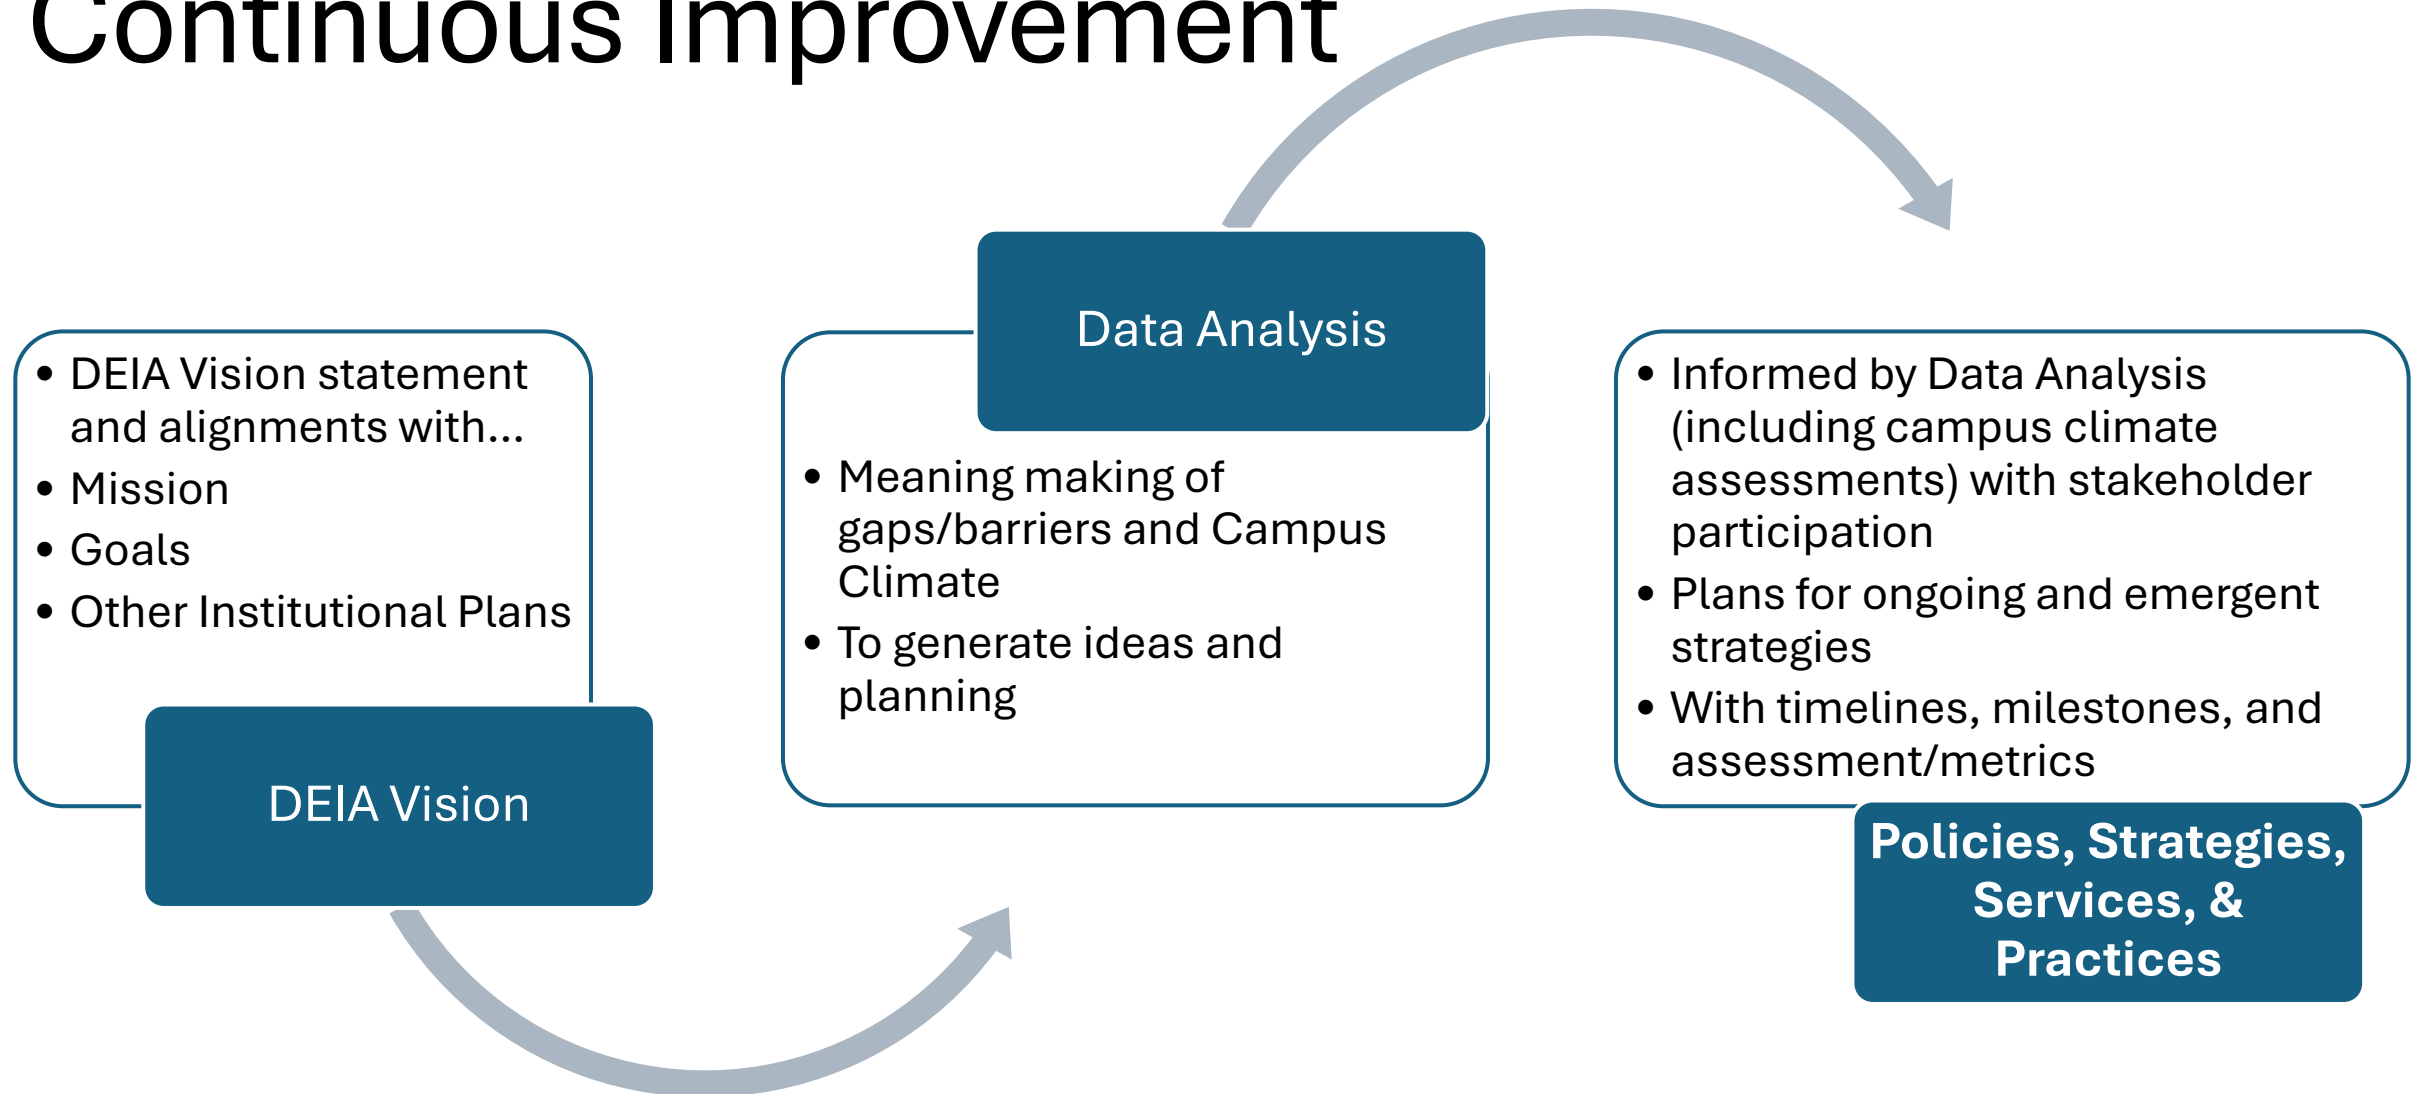 Continuous Improvement
• DEIA Vision statement
and alignments with...
• Mission
• Goals
• Other Institutional Plans
DEIA Vision
Data Analysis
• Meaning making of
gaps/barriers and Campus
Climate
• To generate ideas and
planning
• Informed by Data Analysis
(including campus climate
assessments) with stakeholder
participation
• Plans for ongoing and emergent
strategies
• With timelines, milestones, and
assessment/metrics
Policies, Strategies,
Services, &
Practices